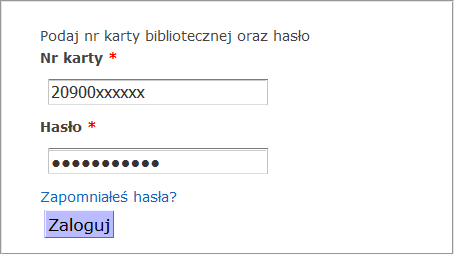 Podaj nr karty bibliotecznej oraz hasło
Nr karty *
20900xxxxxx
Hasło *
●●●●●●●●●●●
Zapomniałeś hasła?
Zaloguj